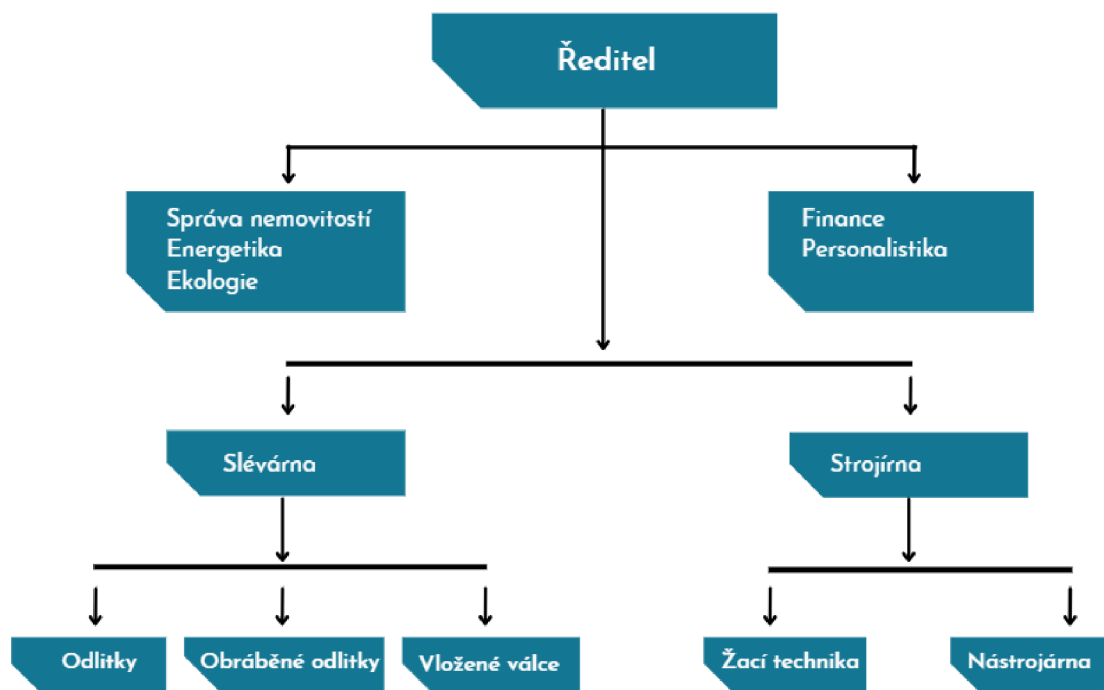 Ředitel
Správa nemovitostí
Energetika
Ekologie
Finance
Personalistika
Slévárna
Strojírna
Odlitky
Obráběné odlitky
Vložené válce
Žací technika
Nástrojárna